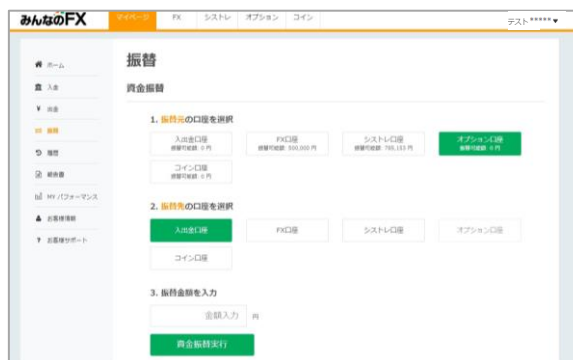 みんなのFX
マイページ FX シストレ オプション コイン
テスト***** ▼
ホーム
入金
出金
振替
履歴
報告書
MY パフォーマンス
お客様情報
お客様サポート
振替
資金振替
1. 振替元の口座を選択
入出金口座 FX口座 シストレ口座 オプション口座
振替可能額: 0 円 振替可能額: 500,000 円 振替可能額: 765,153 円 振替可能額: 0 円
コイン口座
振替可能額: 0 円
2. 振替先の口座を選択
入出金口座 FX口座 シストレ口座 オプション口座
コイン口座
3. 振替金額を入力
金額入力 円
資金振替実行